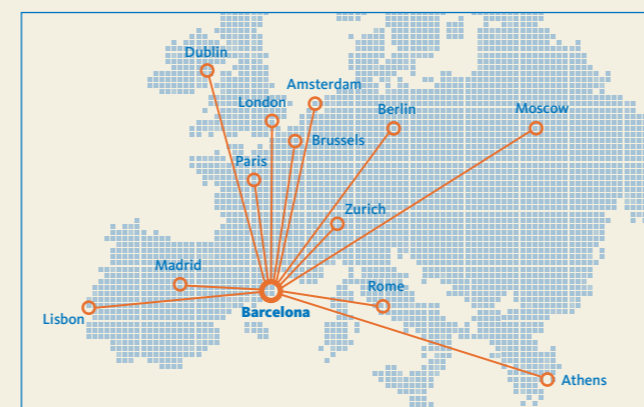 Dublin
Amsterdam
London
Berlin
Moscow
Brussels
Paris
Zurich
Madrid
Rome
Barcelona
Lisbon
Athens